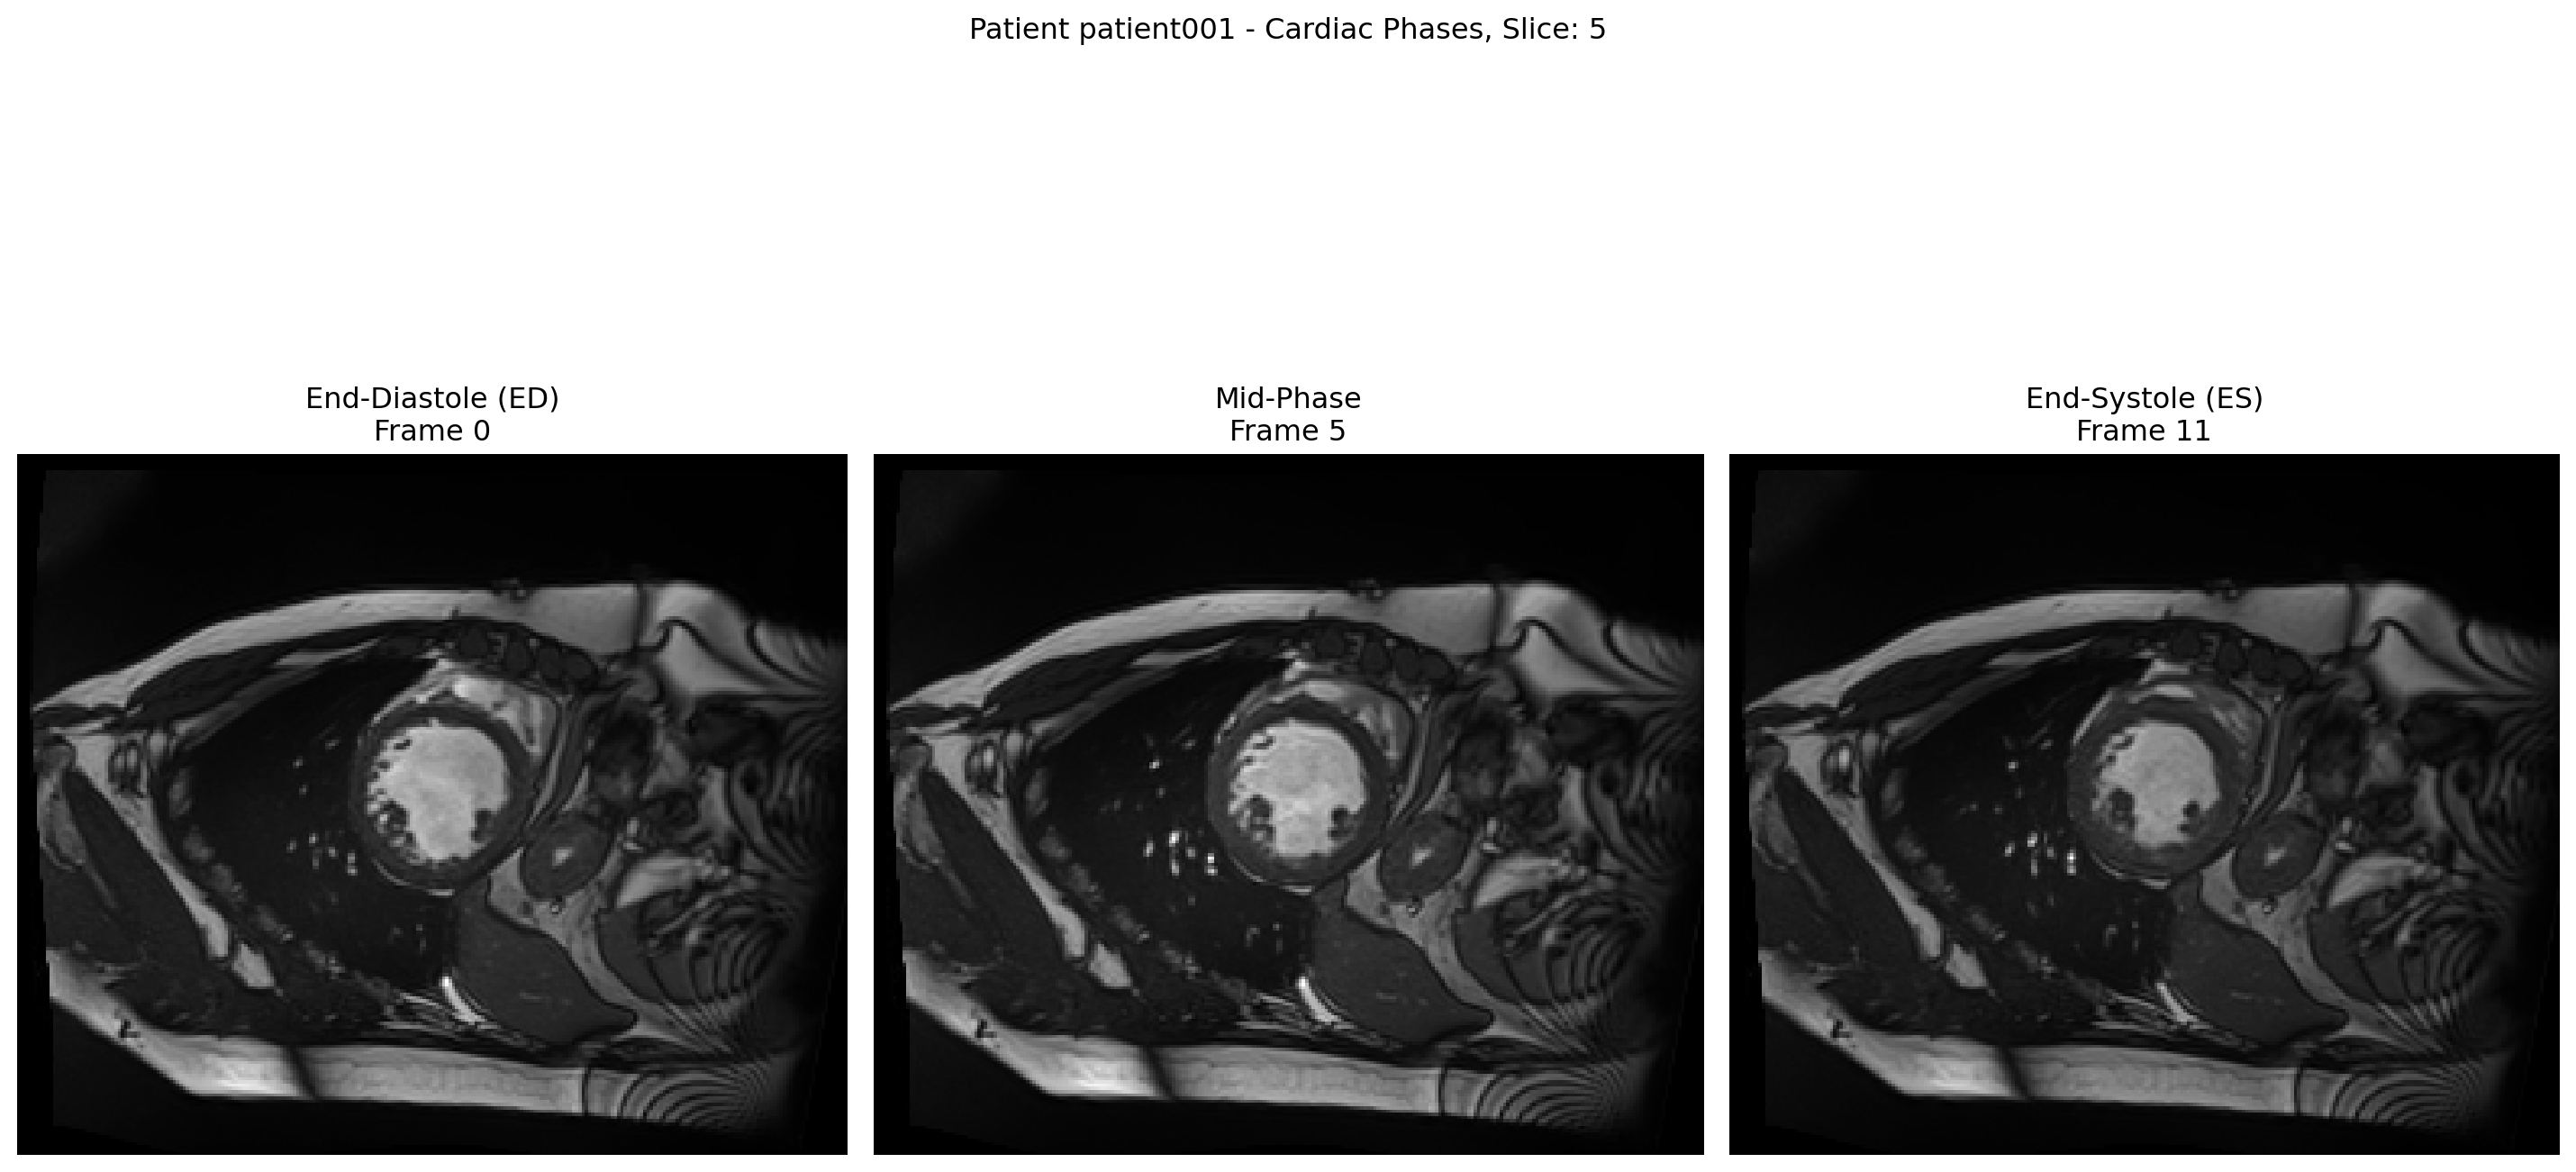 Patient patient001 - Cardiac Phases, Slice: 5
End-Diastole (ED)
Frame 0
Mid-Phase
Frame 5
End-Systole (ES)
Frame 11